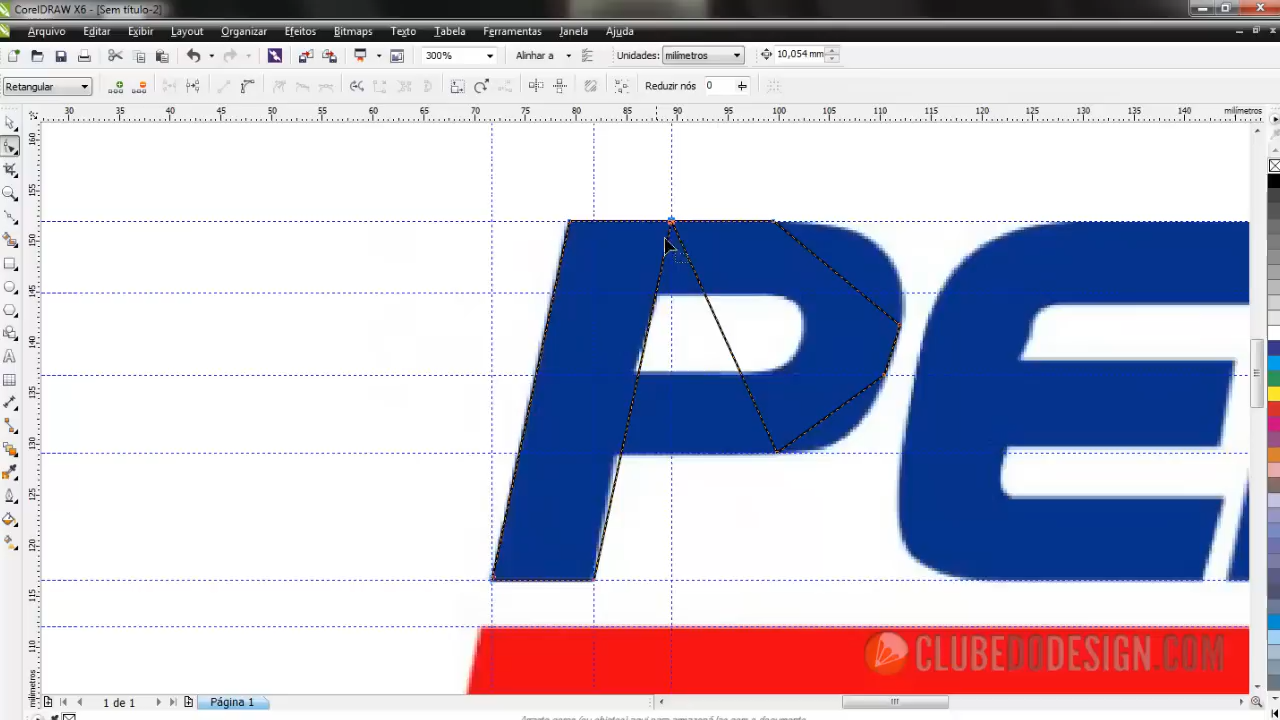 CorelDRAW X6 - [Sem título-2]
Arquivo Editar Exibir Layout Organizar Efeitos Bitmaps Texto Tabela Ferramentas Janela Ajuda
300% Alinhar a Unidades: milímetros 10,054 mm
Retangular Reduzir nós 0
30 35 40 45 50 55 60 65 70 75 80 85 90 95 100 105 110 115 120 125 130 135 140 milímetros
PE
CLUBEDODESIGN.COM
1 de 1 Página 1